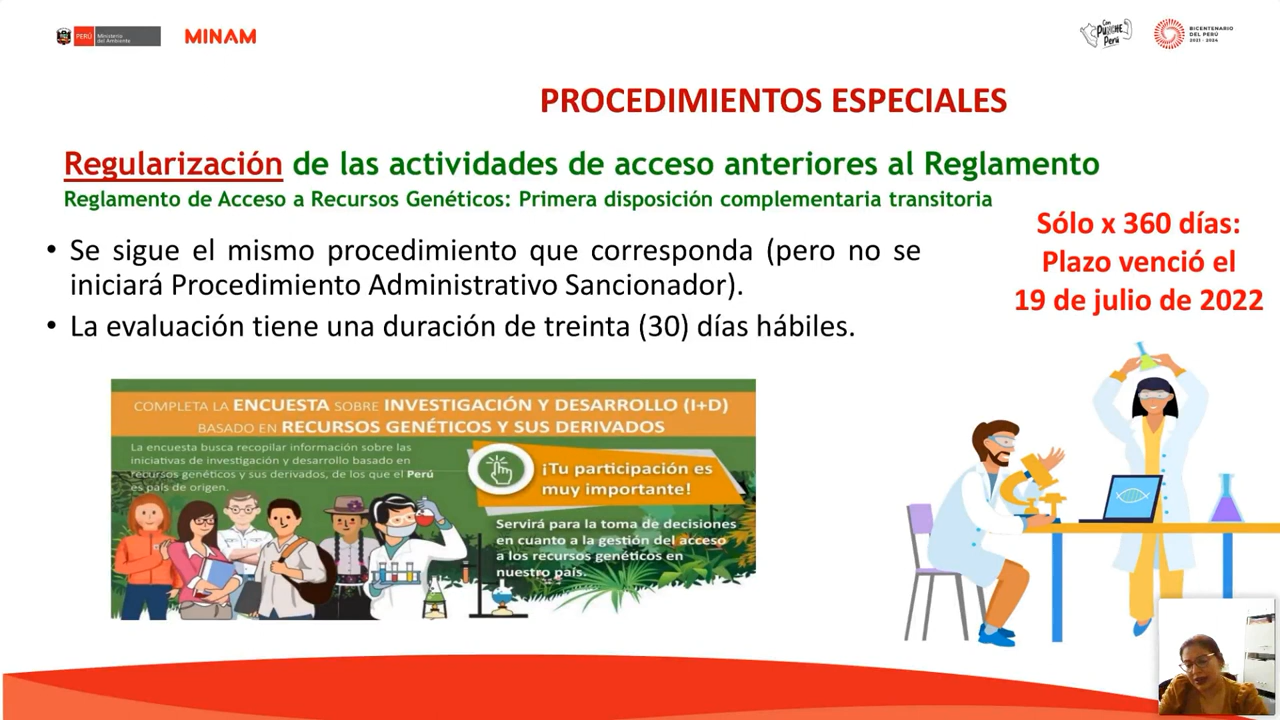 PERÚ
Ministerio
del Ambiente
MINAM
Con
PUNCHE
Perú
BICENTENARIO
DEL PERÚ
2021 - 2024
PROCEDIMIENTOS ESPECIALES
Regularización de las actividades de acceso anteriores al Reglamento
Reglamento de Acceso a Recursos Genéticos: Primera disposición complementaria transitoria
Sólo x 360 días:
Plazo venció el
19 de julio de 2022
• Se sigue el mismo procedimiento que corresponda (pero no se
iniciará Procedimiento Administrativo Sancionador).
• La evaluación tiene una duración de treinta (30) días hábiles.
COMPLETA LA ENCUESTA SOBRE INVESTIGACIÓN Y DESARROLLO (I+D)
BASADO EN RECURSOS GENÉTICOS Y SUS DERIVADOS
La encuesta busca recopilar información sobre las
iniciativas de investigación y desarrollo basado en
recursos genéticos y sus derivados, de los que el Perú
es país de origen.
¡Tu participación es
muy importante!
Servirá para la toma de decisiones
en cuanto a la gestión del acceso
a los recursos genéticos en
nuestro país.